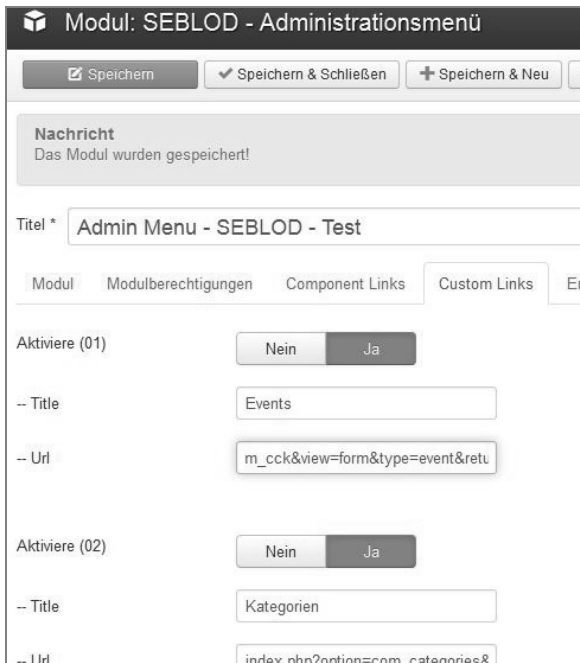 Modul: SEBLOD - Administrationsmenü
Speichern Speichern & Schließen Speichern & Neu
Nachricht
Das Modul wurden gespeichert!
Titel * Admin Menu - SEBLOD - Test
Modul Modulberechtigungen Component Links Custom Links
Aktiviere (01) Nein Ja
-- Title Events
-- Url m_cck&view=form&type=event&retu
Aktiviere (02) Nein Ja
-- Title Kategorien
-- Url index.php?option=com_categories&